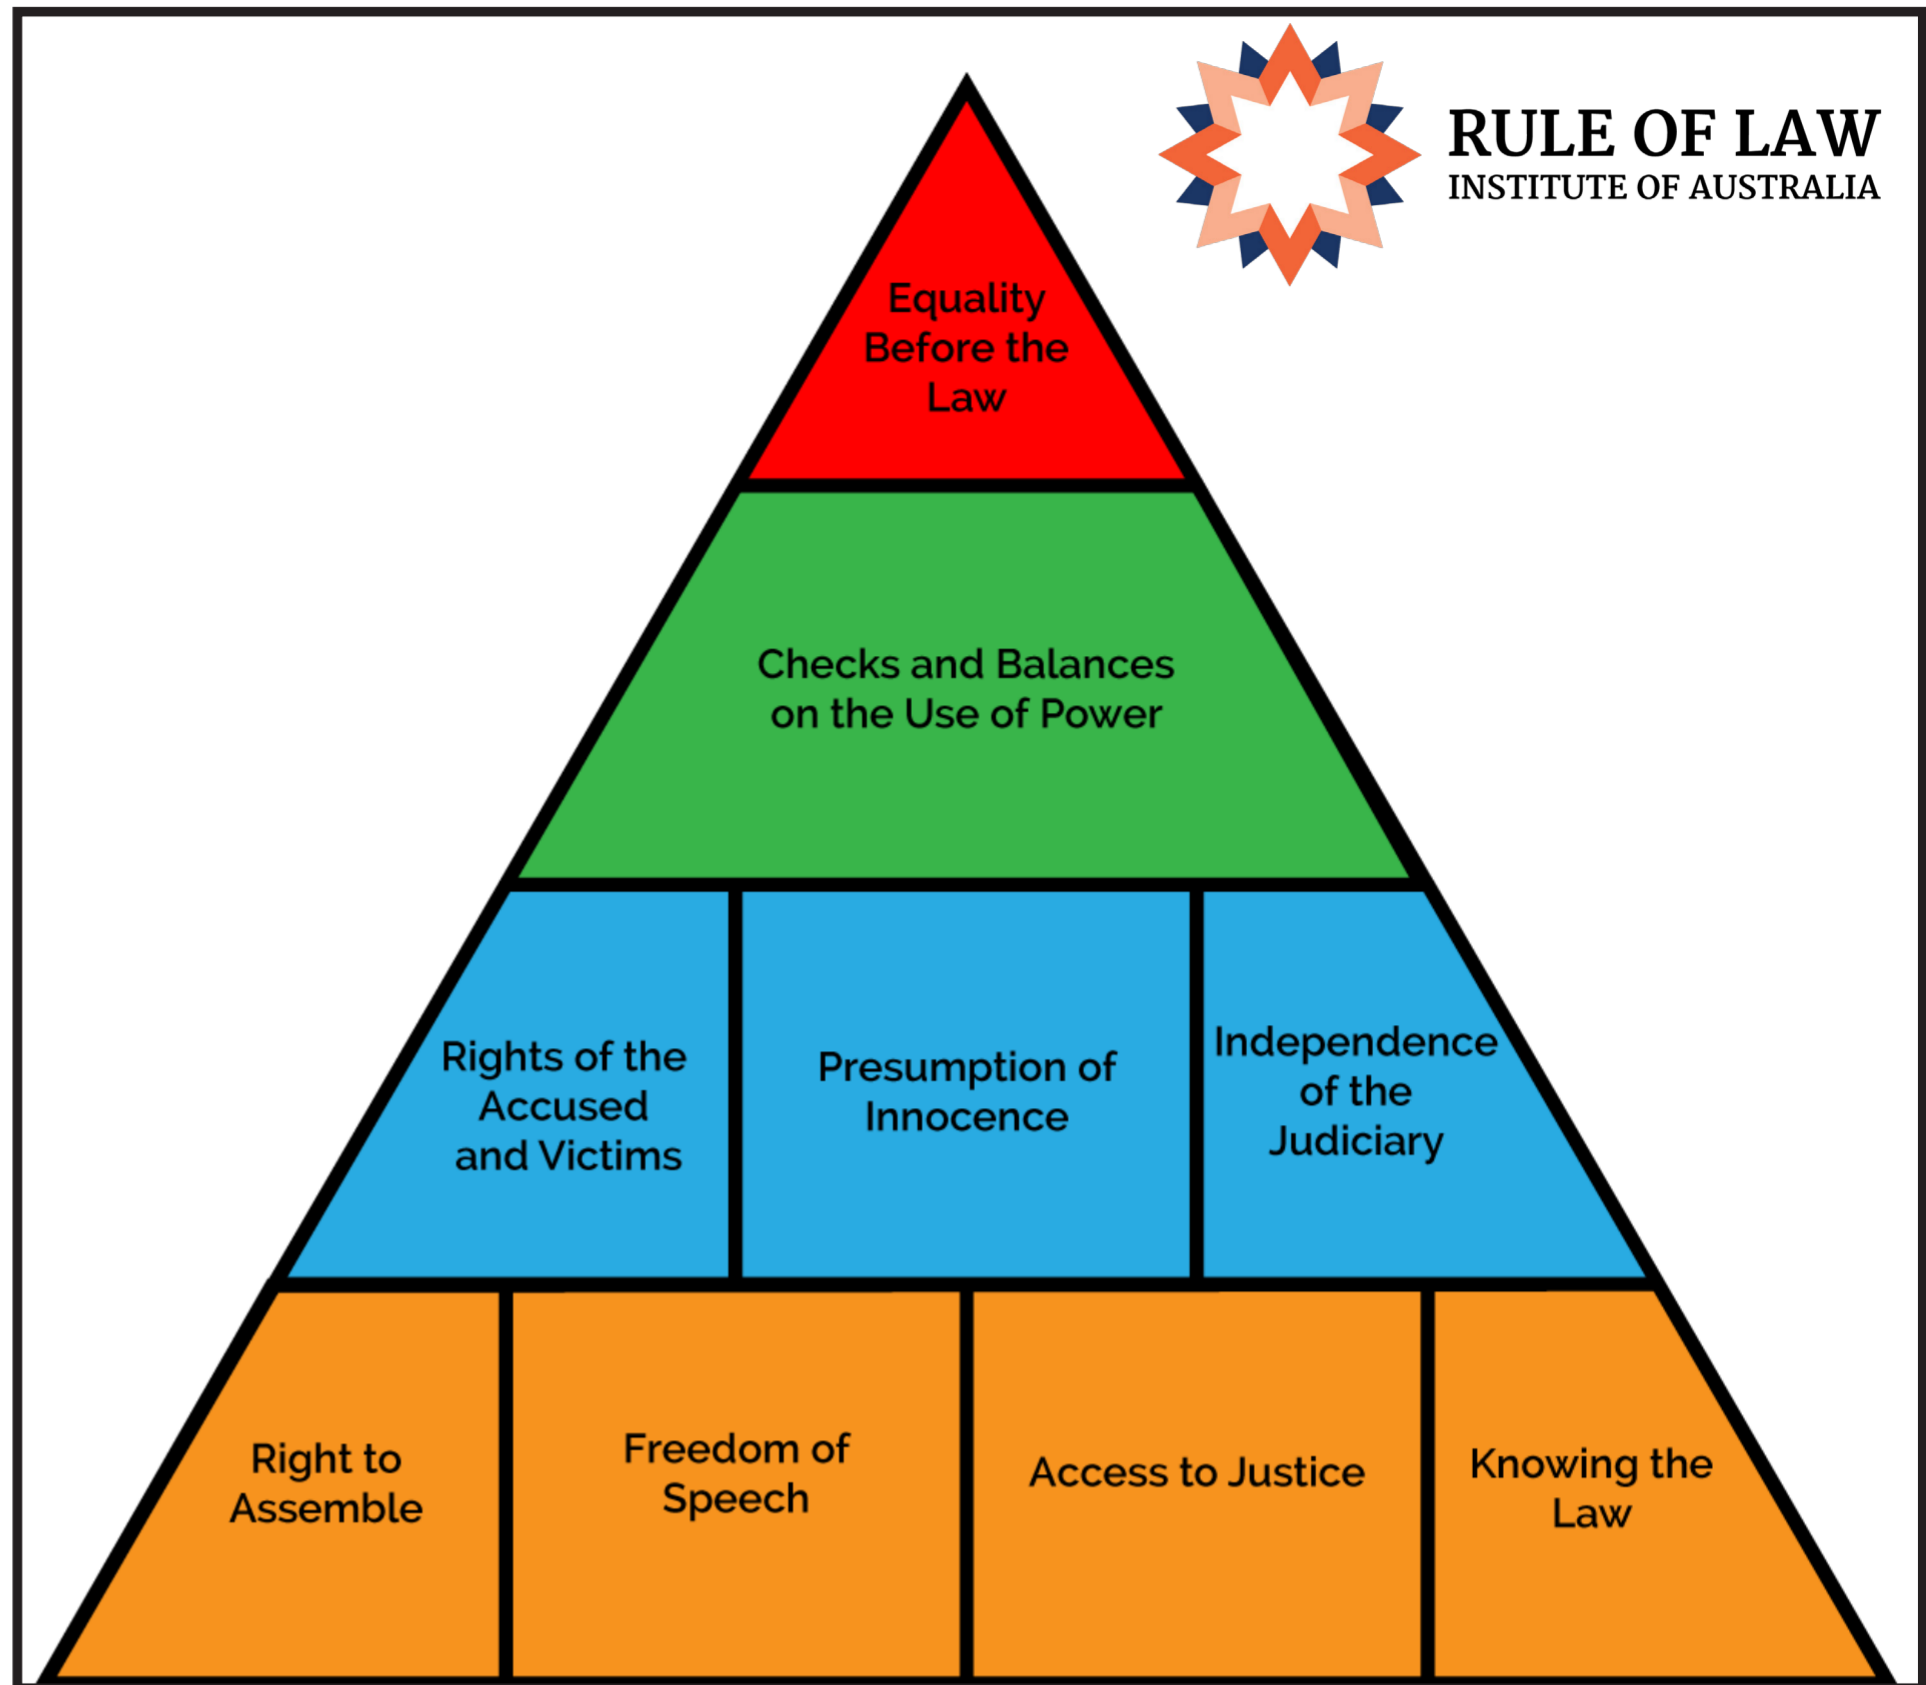 RULE OF LAW
INSTITUTE OF AUSTRALIA
Equality
Before the
Law
Checks and Balances
on the Use of Power
Rights of the
Accused
and Victims
Presumption of
Innocence
Independence
of the
Judiciary
Right to
Assemble
Freedom of
Speech
Access to Justice
Knowing the
Law